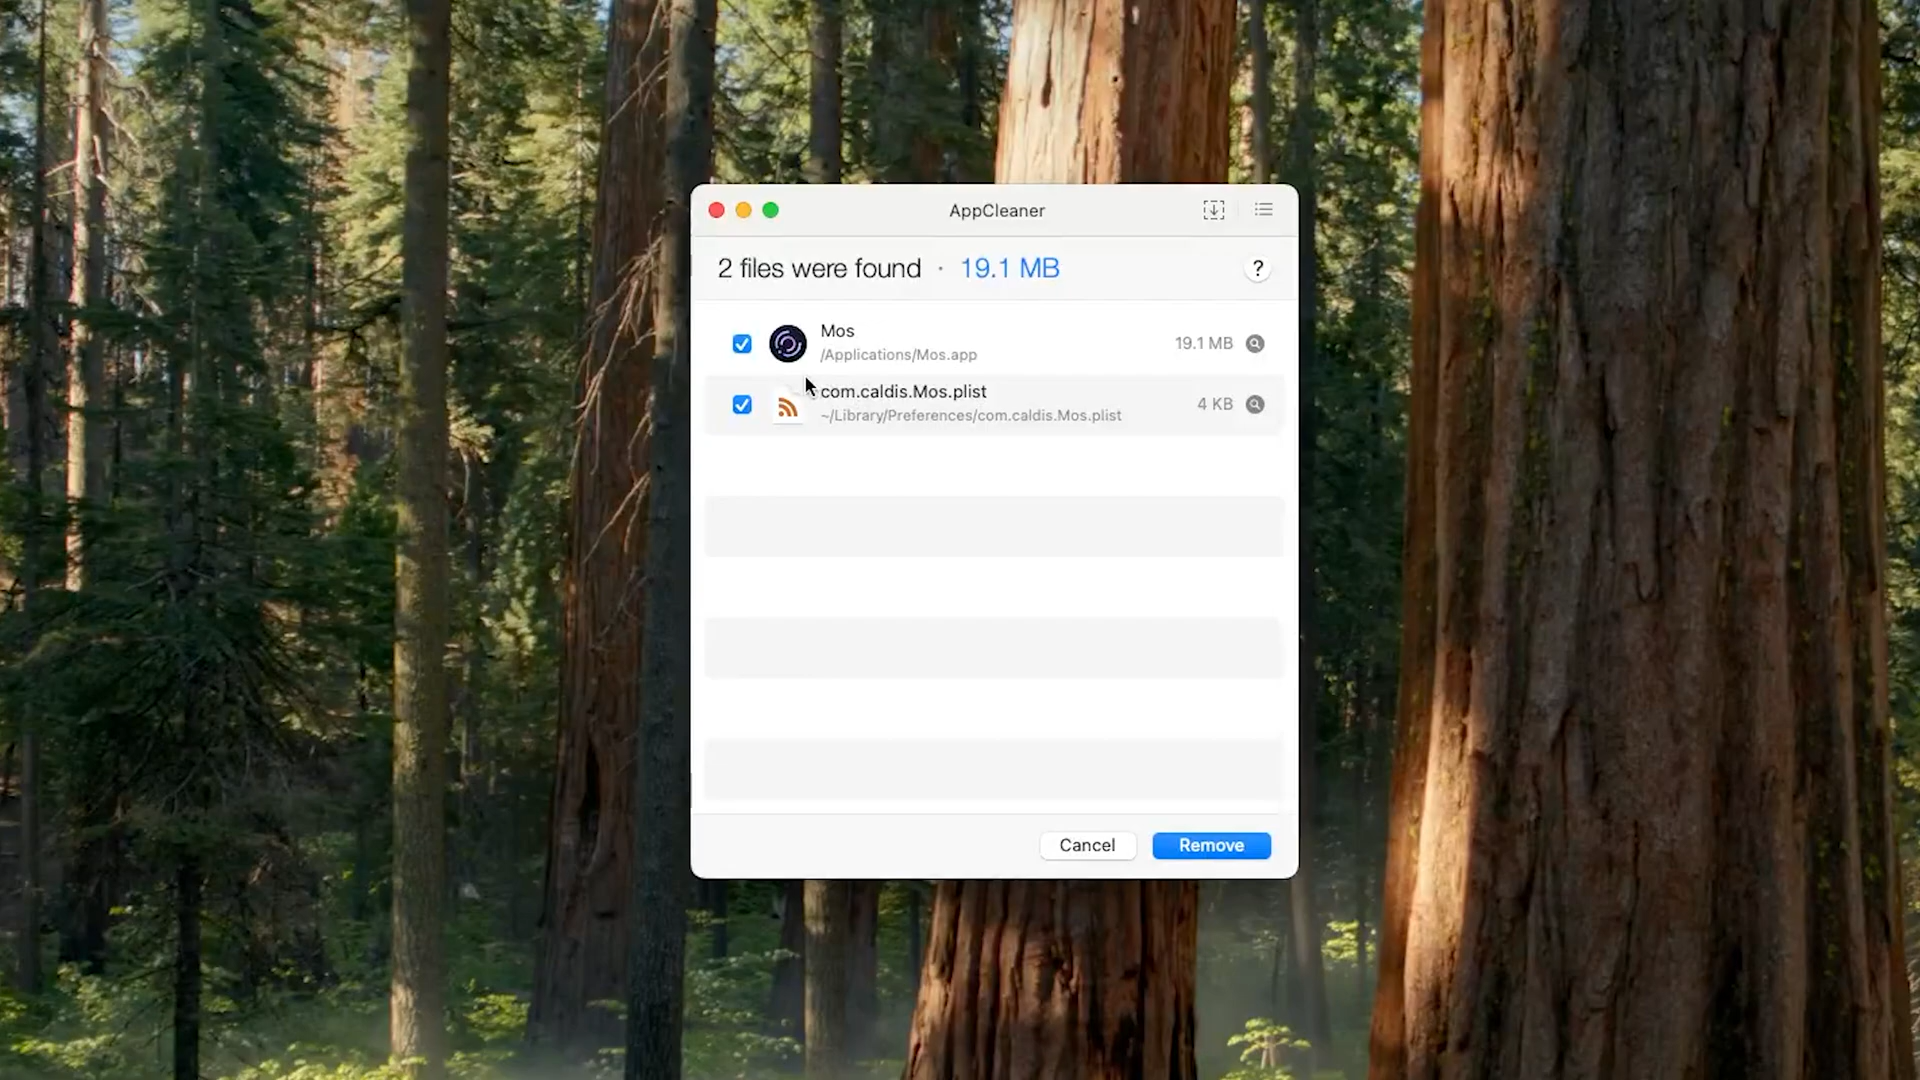 AppCleaner
2 files were found · 19.1 MB
?
Mos
/Applications/Mos.app
19.1 MB
com.caldis.Mos.plist
~/Library/Preferences/com.caldis.Mos.plist
4 KB
Cancel
Remove